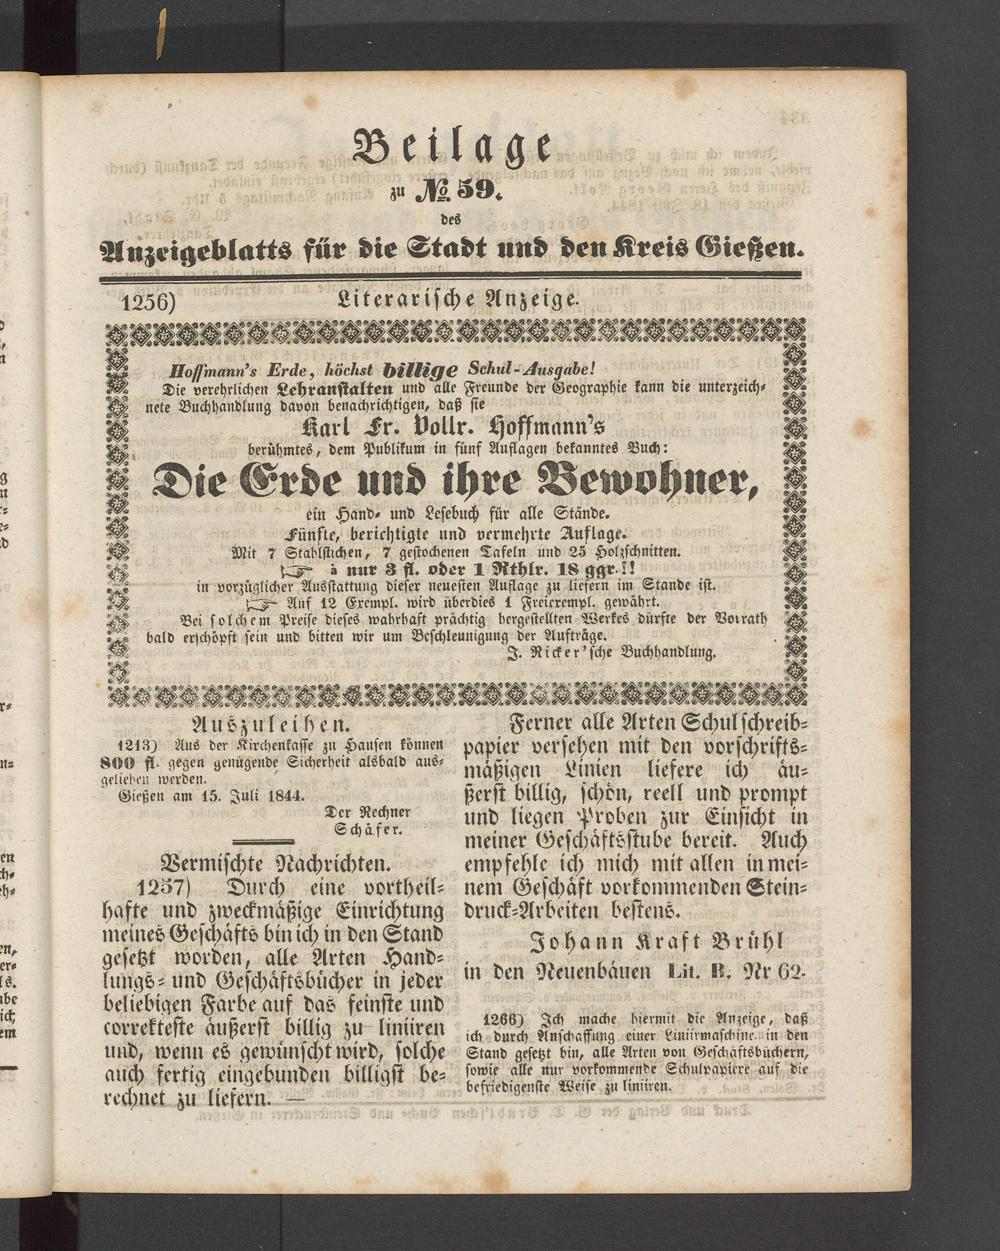 Beilage
zu № 59.
des
Anzeigeblatts für die Stadt und den Kreis Gießen.
1256) Literarische Anzeige.
Hoffmann's Erde, höchst billige Schul-Ausgabe!
Die verehrlichen Lehranstalten und alle Freunde der Geographie kann die unterzeich-
nete Buchhandlung davon benachrichtigen, daß sie
Karl Fr. Vollr. Hoffmann's
berühmtes, dem Publikum in fünf Auflagen bekanntes Buch:
Die Erde und ihre Bewohner,
ein Hand- und Lesebuch für alle Stände.
Fünfte, berichtigte und vermehrte Auflage.
Mit 7 Stahlstichen, 7 gestochenen Tafeln und 25 Holzschnitten.
☞ à nur 3 fl. oder 1 Rthlr. 18 ggr.!!
in vorzüglicher Ausstattung dieser neuesten Auflage zu liefern im Stande ist.
☞ Auf 12 Exempl. wird überdies 1 Freiexempl. gewährt.
Bei solchem Preise dieses wahrhaft prächtig hergestellten Werkes dürfte der Vorrath
bald erschöpft sein und bitten wir um Beschleunigung der Aufträge.
J. Ricker'sche Buchhandlung.
Auszuleihen.
1213) Aus der Kirchenkasse zu Hausen können
800 fl. gegen genügende Sicherheit alsbald aus-
geliehen werden.
Gießen am 15. Juli 1844.
Der Rechner
Schäfer.
Vermischte Nachrichten.
1257) Durch eine vortheil-
hafte und zweckmäßige Einrichtung
meines Geschäfts bin ich in den Stand
gesetzt worden, alle Arten Hand-
lungs- und Geschäftsbücher in jeder
beliebigen Farbe auf das feinste und
correkteste äußerst billig zu liniiren
und, wenn es gewünscht wird, solche
auch fertig eingebunden billigst be-
rechnet zu liefern. —
Ferner alle Arten Schulschreib-
papier versehen mit den vorschrifts-
mäßigen Linien liefere ich äu-
ßerst billig, schön, reell und prompt
und liegen Proben zur Einsicht in
meiner Geschäftsstube bereit. Auch
empfehle ich mich mit allen in mei-
nem Geschäft vorkommenden Stein-
druck-Arbeiten bestens.
Johann Kraft Brühl
in den Neuenbäuen Lit. B. Nr 62.
1266) Ich mache hiermit die Anzeige, daß
ich durch Anschaffung einer Liniirmaschine in den
Stand gesetzt bin, alle Arten von Geschäftsbüchern,
sowie alle nur vorkommende Schulpapiere auf die
befriedigenste Weise zu liniiren.